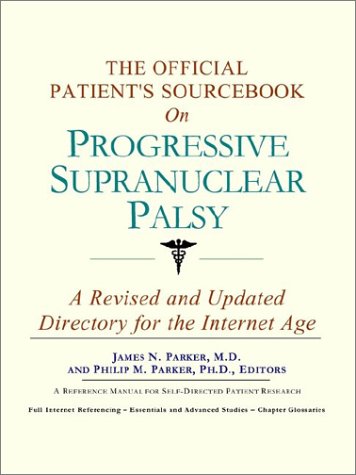 THE OFFICIAL
PATIENT'S SOURCEBOOK
On
PROGRESSIVE
SUPRANUCLEAR
PALSY
A Revised and Updated
Directory for the Internet Age
JAMES N. PARKER, M.D.
AND PHILIP M. PARKER, PH.D., EDITORS
A REFERENCE MANUAL FOR SELF-DIRECTED PATIENT RESEARCH
Full Internet Referencing – Essentials and Advanced Studies – Chapter Glossaries